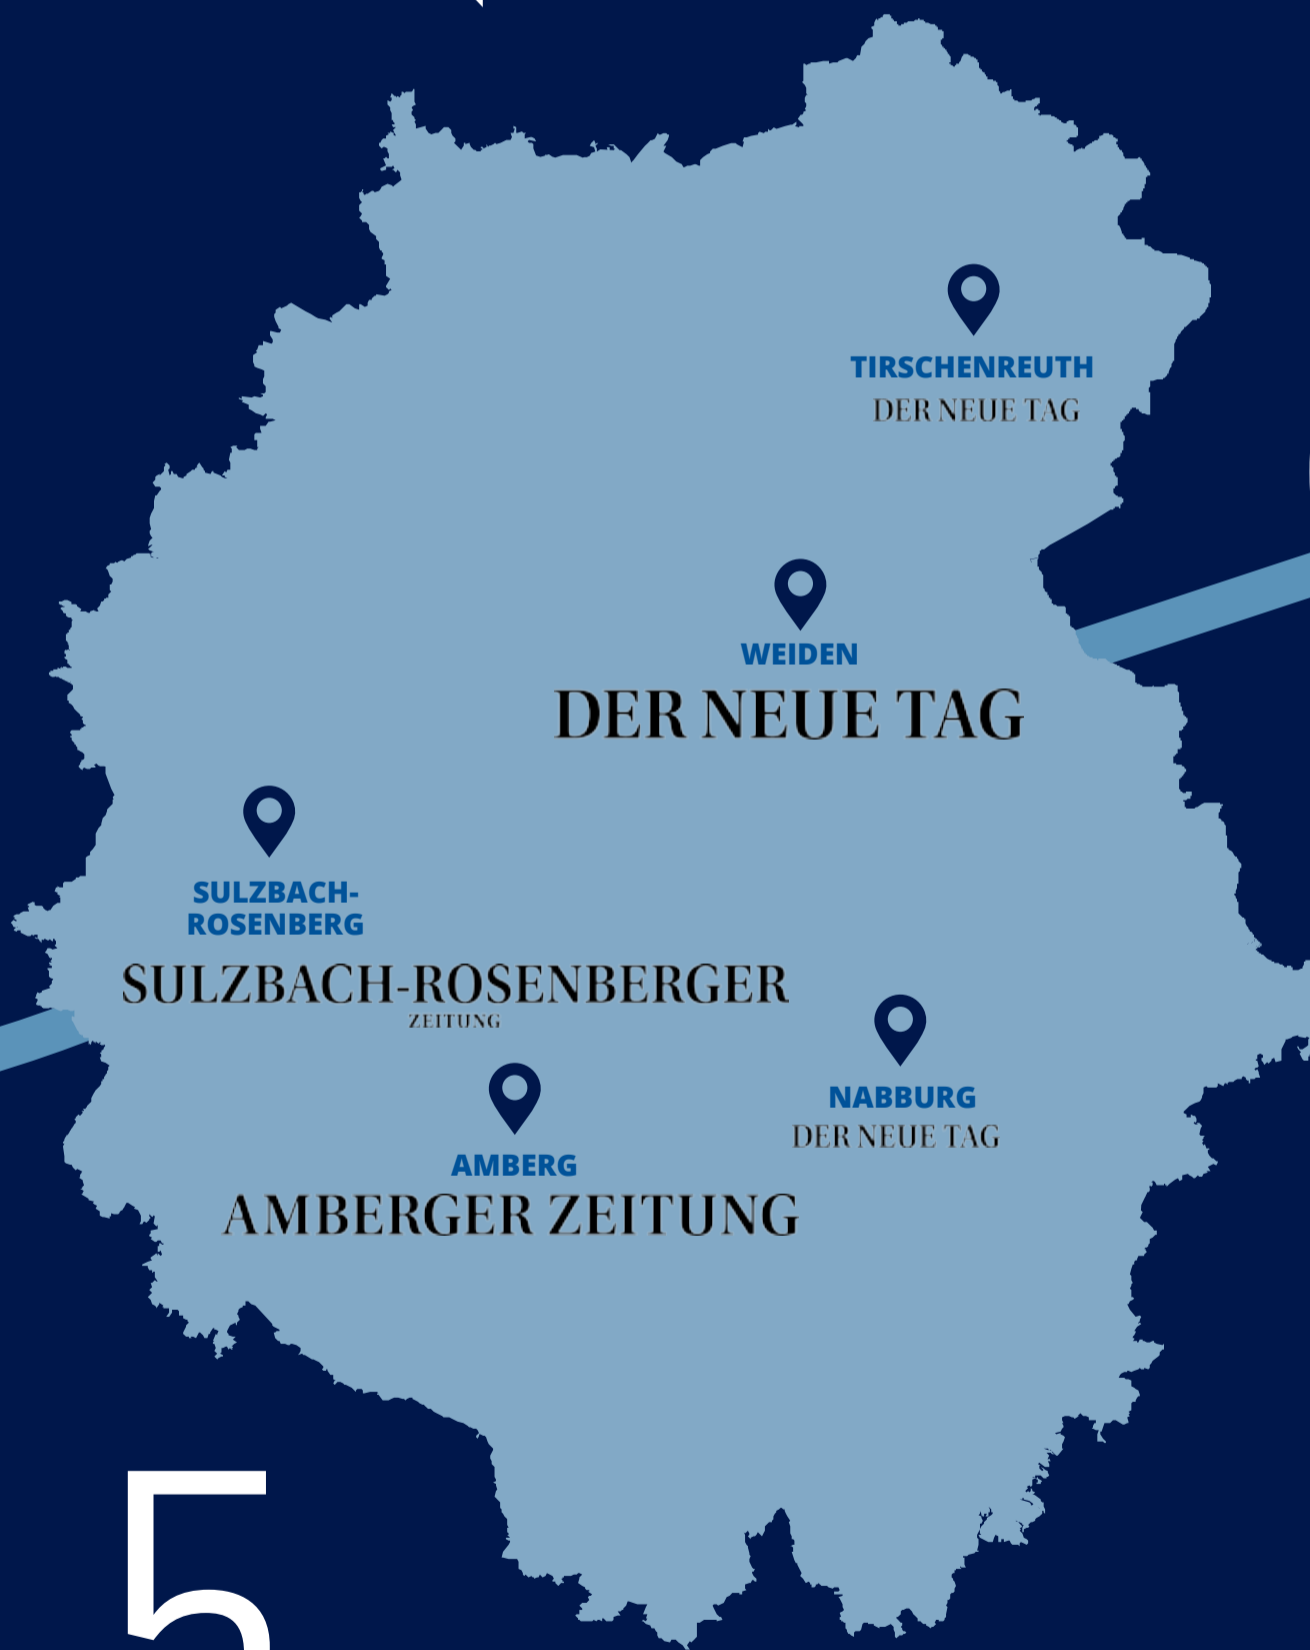 TIRSCHENREUTH
DER NEUE TAG
WEIDEN
DER NEUE TAG
SULZBACH-
ROSENBERG
SULZBACH-ROSENBERGER
ZEITUNG
NABBURG
DER NEUE TAG
AMBERG
AMBERGER ZEITUNG
5